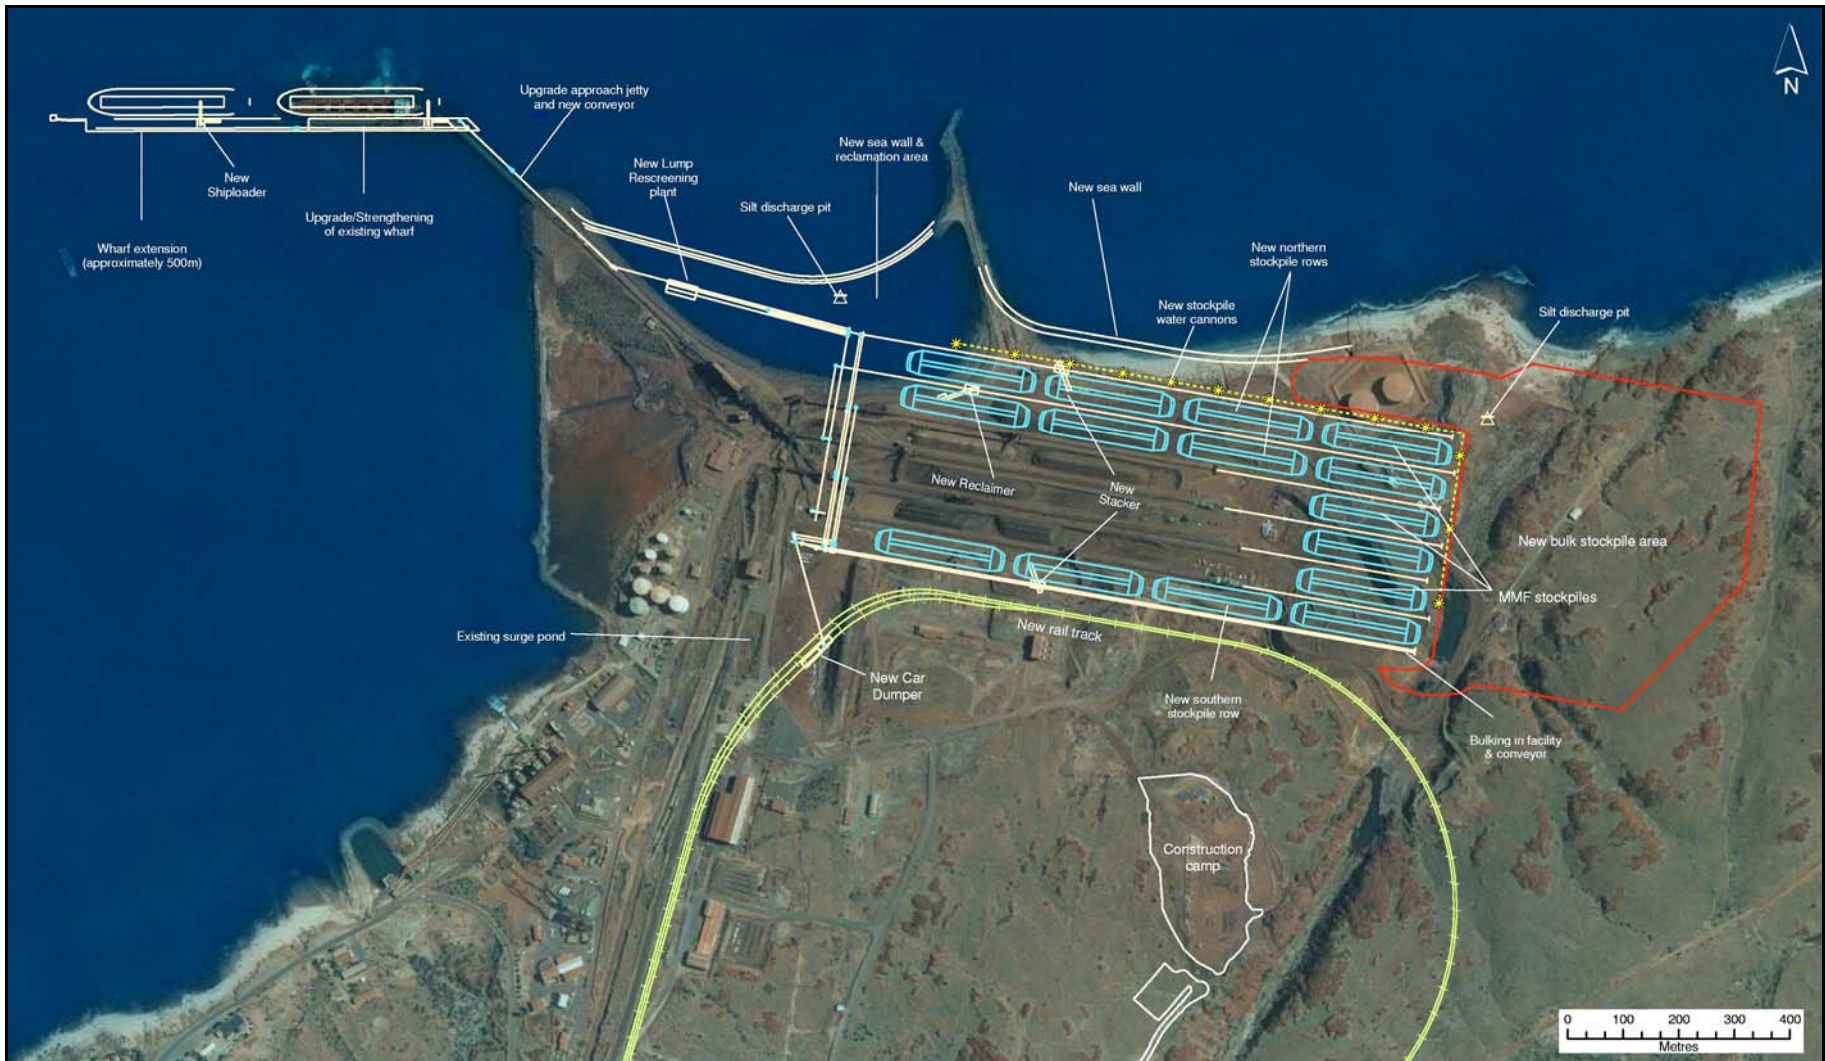 N
Upgrade approach jetty
and new conveyor
New sea wall &
reclamation area
New Lump
Rescreening
plant
New
Shiploader
Silt discharge pit
New sea wall
Upgrade/Strengthening
of existing wharf
Wharf extension
(approximately 500m)
New northern
stockpile rows
New stockpile
water cannons
Silt discharge pit
New Reclaimer
New
Stacker
New bulk stockpile area
MMF stockpiles
Existing surge pond
New rail track
New Car
Dumper
New southern
stockpile row
Bulking in facility
& conveyor
Construction
camp
0 100 200 300 400
Metres